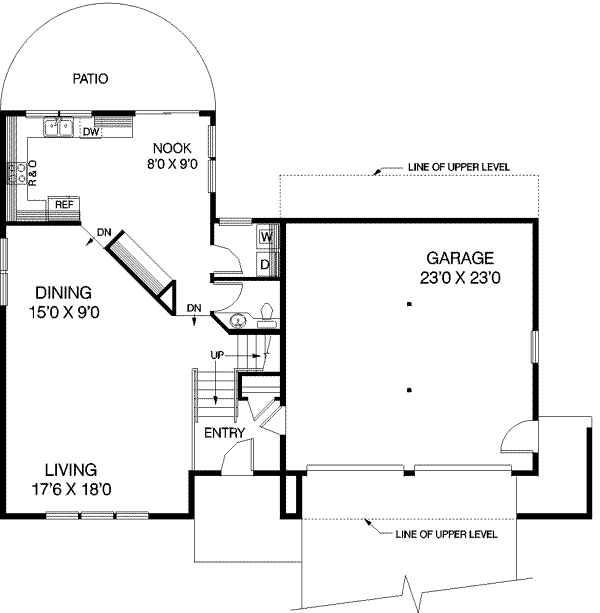 PATIO
DW
NOOK
8'0 X 9'0
R & O
REF
LINE OF UPPER LEVEL
DN
W
D
GARAGE
23'0 X 23'0
DINING
15'0 X 9'0
DN
UP
ENTRY
LIVING
17'6 X 18'0
LINE OF UPPER LEVEL